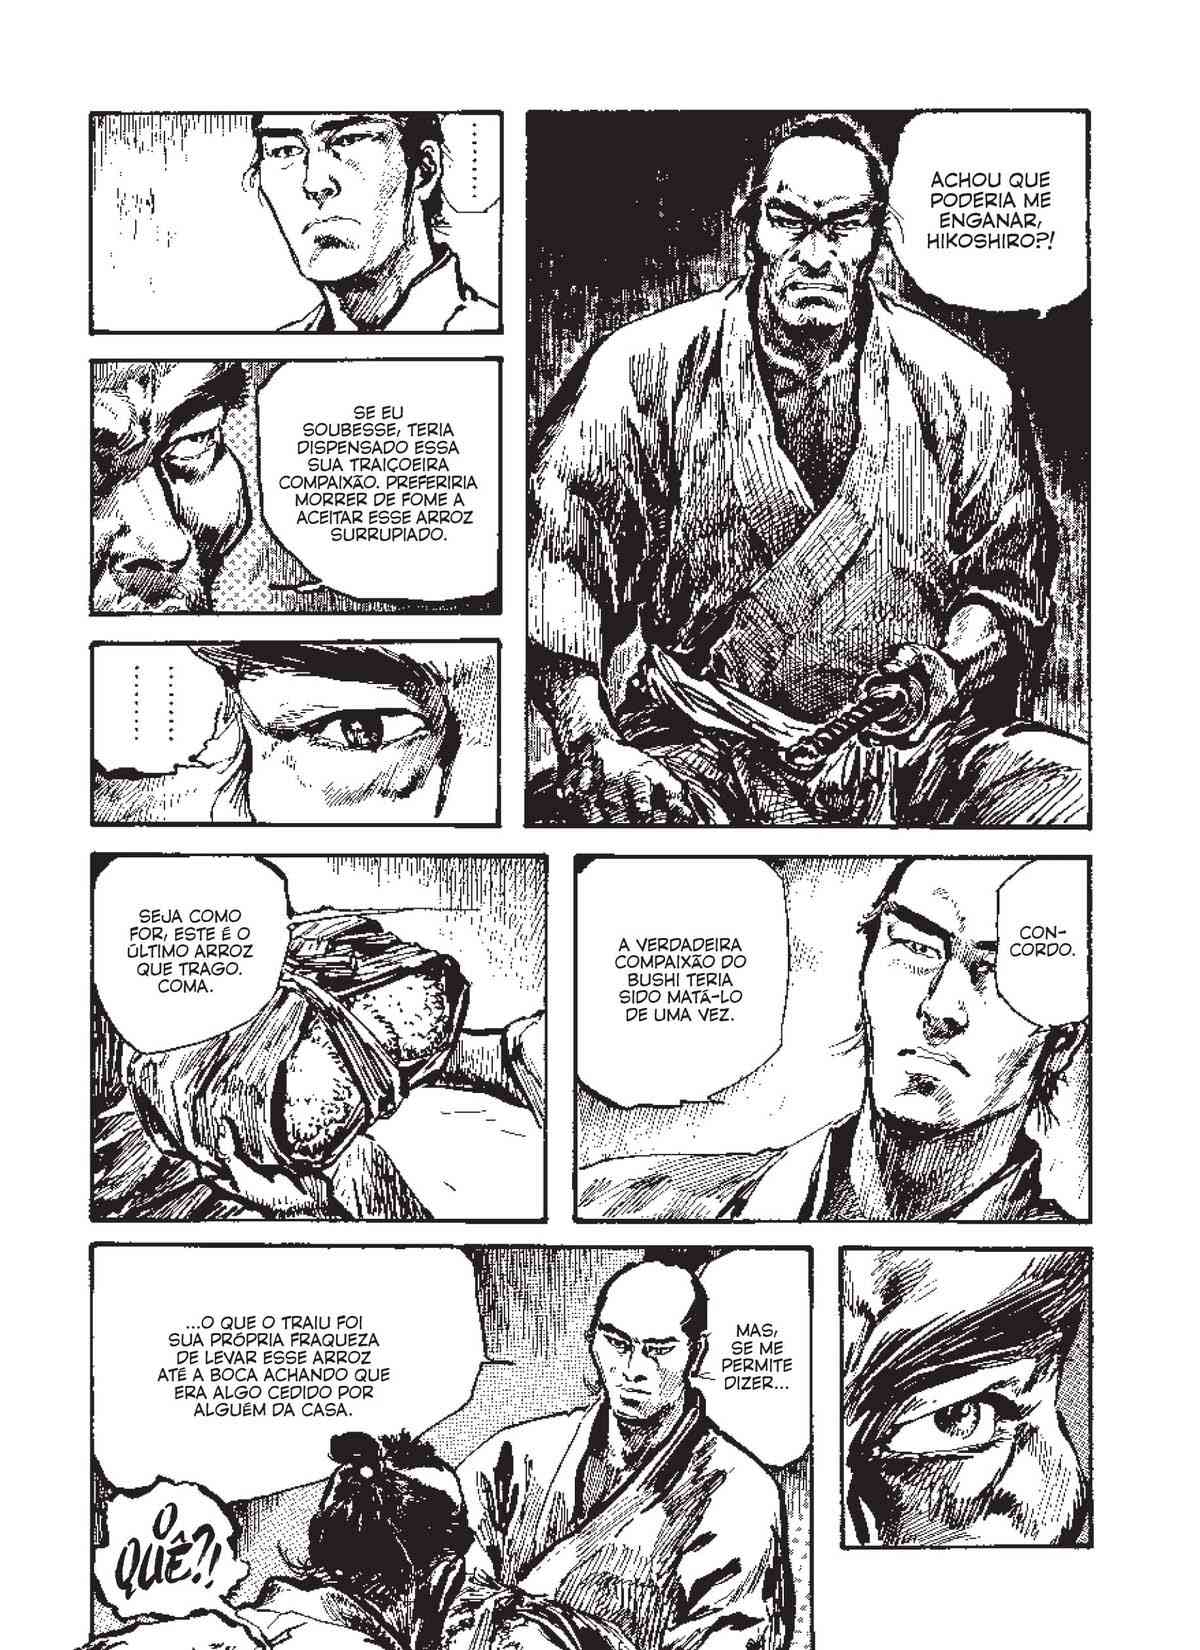 ACHOU QUE
PODERIA ME
ENGANAR,
HIKOSHIRO?!
..........
SE EU
SOUBESSE, TERIA
DISPENSADO ESSA
SUA TRAIÇOEIRA
COMPAIXÃO. PREFERIRIA
MORRER DE FOME A
ACEITAR ESSE ARROZ
SURRUPIADO.
CON-
CORDO.
A VERDADEIRA
COMPAIXÃO DO
BUSHI TERIA
SIDO MATÁ-LO
DE UMA VEZ.
SEJA COMO
FOR, ESTE É O
ÚLTIMO ARROZ
QUE TRAGO.
COMA.
MAS,
SE ME
PERMITE
DIZER...
...O QUE O TRAIU FOI
SUA PRÓPRIA FRAQUEZA
DE LEVAR ESSE ARROZ
ATÉ A BOCA ACHANDO QUE
ERA ALGO CEDIDO POR
ALGUÉM DA CASA.
O
QUÊ?!